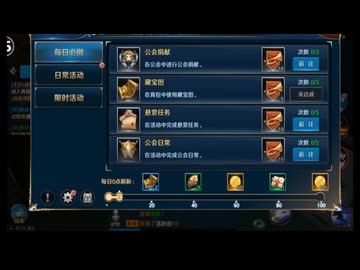 每日必做
日常活动
限时活动
公会捐献
在公会中进行公会捐献。
次数 0/3
前往
藏宝图
在背包中使用藏宝图。
次数 0/3
未达成
悬赏任务
在活动中完成悬赏任务。
次数 0/5
前往
公会日常
在活动中完成公会日常。
次数 0/5
前往
每日0点刷新：
20
40
60
80
100